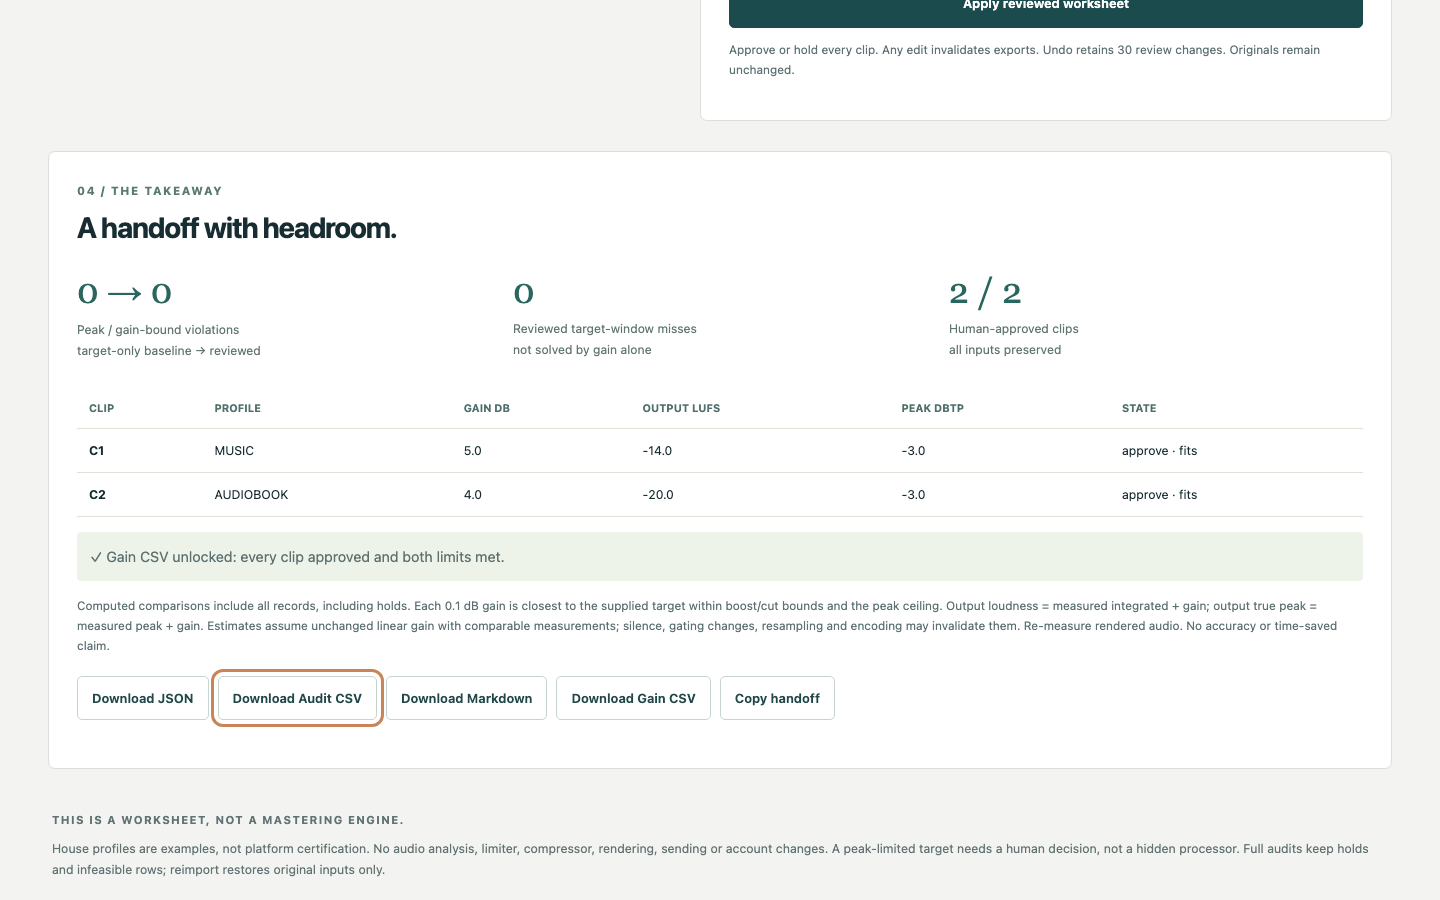 Apply reviewed worksheet
Approve or hold every clip. Any edit invalidates exports. Undo retains 30 review changes. Originals remain
unchanged.
04 / THE TAKEAWAY
A handoff with headroom.
0 → 0
Peak / gain-bound violations
target-only baseline → reviewed
0
Reviewed target-window misses
not solved by gain alone
2 / 2
Human-approved clips
all inputs preserved
CLIP PROFILE GAIN DB OUTPUT LUFS PEAK DBTP STATE
C1 MUSIC 5.0 -14.0 -3.0 approve · fits
C2 AUDIOBOOK 4.0 -20.0 -3.0 approve · fits
✓ Gain CSV unlocked: every clip approved and both limits met.
Computed comparisons include all records, including holds. Each 0.1 dB gain is closest to the supplied target within boost/cut bounds and the peak ceiling. Output loudness = measured integrated + gain; output true peak =
measured peak + gain. Estimates assume unchanged linear gain with comparable measurements; silence, gating changes, resampling and encoding may invalidate them. Re-measure rendered audio. No accuracy or time-saved
claim.
Download JSON Download Audit CSV Download Markdown Download Gain CSV Copy handoff
THIS IS A WORKSHEET, NOT A MASTERING ENGINE.
House profiles are examples, not platform certification. No audio analysis, limiter, compressor, rendering, sending or account changes. A peak-limited target needs a human decision, not a hidden processor. Full audits keep holds
and infeasible rows; reimport restores original inputs only.